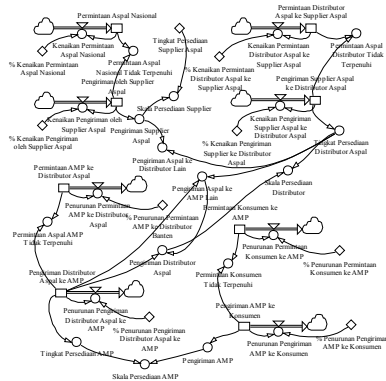 Permintaan Aspal Nasional
Kenaikan Permintaan
Aspal Nasional
% Kenaikan Permintaan
Aspal Nasional
Permintaan Aspal
Nasional Tidak Terpenuhi
Tingkat Persediaan
Supplier Aspal
Pengiriman oleh Supplier
Aspal
Kenaikan Pengiriman oleh
Supplier Aspal
% Kenaikan Pengiriman
oleh Supplier Aspal
Skala Persediaan Supplier
Pengiriman Supplier
Aspal
Permintaan Distributor
Aspal ke Supplier Aspal
Kenaikan Permintaan
Distributor Aspal ke
Supplier Aspal
% Kenaikan Permintaan
Distributor Aspal ke Supplier
Aspal
Permintaan Aspal
Distributor Tidak
Terpenuhi
Pengiriman Supplier Aspal
ke Distributor Aspal
Kenaikan Pengiriman
Supplier Aspal ke
Distributor Aspal
% Kenaikan Pengiriman
Supplier ke Distributor
Aspal
Tingkat Persediaan
Distributor Aspal
Pengiriman Aspal ke
Distributor Lain
Skala Persediaan
Distributor
Pengiriman Aspal ke
AMP Lain
Permintaan AMP ke
Distributor Aspal
Penurunan Permintaan
AMP ke Distributor Aspal
% Penurunan Permintaan
AMP ke Distributor
Banten
Permintaan Aspal AMP
Tidak Terpenuhi
Permintaan Konsumen ke
AMP
Penurunan Permintaan
Konsumen ke AMP
% Penurunan Permintaan
Konsumen ke AMP
Permintaan Konsumen
Tidak Terpenuhi
Pengiriman Distributor
Aspal
Pengiriman Distributor
Aspal ke AMP
Penurunan Pengiriman
Distributor Aspal ke
AMP
% Penurunan Pengiriman
Distributor Aspal ke
AMP
Pengiriman AMP ke
Konsumen
Penurunan Pengiriman
AMP ke Konsumen
% Penurunan Pengiriman
AMP ke Konsumen
Tingkat Persediaan AMP
Pengiriman AMP
Skala Persediaan AMP